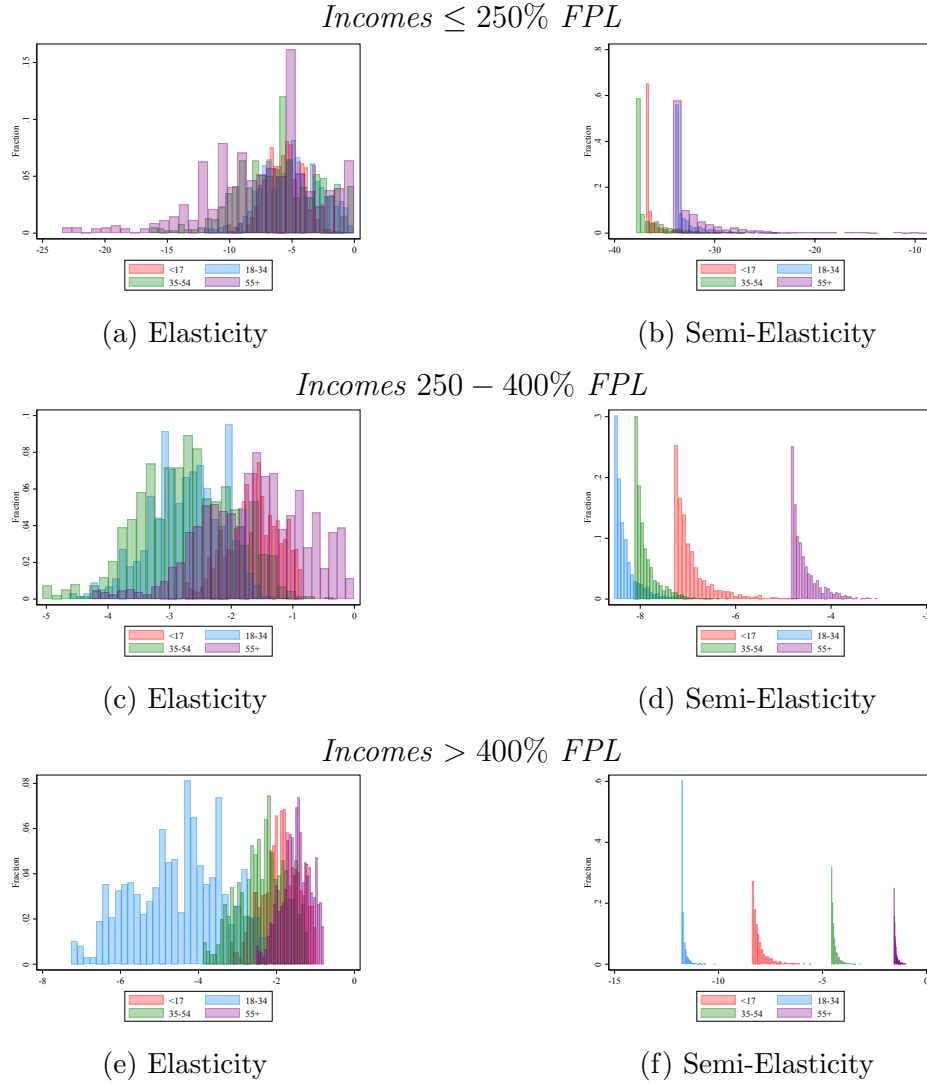 Incomes ≤ 250% FPL
Fraction
0 .05 .1 .15
-25 -20 -15 -10 -5 0
<17 18-34
35-54 55+
(a) Elasticity
Fraction
0 .2 .4 .6 .8
-40 -30 -20 -10
<17 18-34
35-54 55+
(b) Semi-Elasticity
Incomes 250 − 400% FPL
Fraction
0 .02 .04 .06 .08 .1
-5 -4 -3 -2 -1 0
<17 18-34
35-54 55+
(c) Elasticity
Fraction
0 .1 .2 .3
-8 -6 -4 -2
<17 18-34
35-54 55+
(d) Semi-Elasticity
Incomes > 400% FPL
Fraction
0 .02 .04 .06 .08
-8 -6 -4 -2 0
<17 18-34
35-54 55+
(e) Elasticity
Fraction
0 .2 .4 .6
-15 -10 -5 0
<17 18-34
35-54 55+
(f) Semi-Elasticity